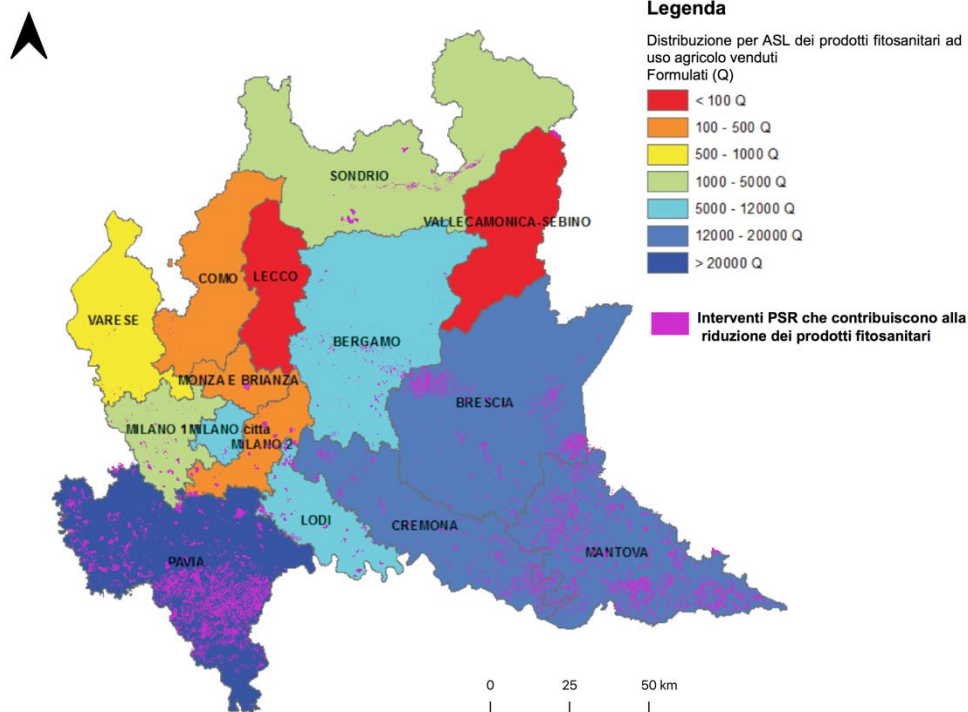 Legenda
Distribuzione per ASL dei prodotti fitosanitari ad
uso agricolo venduti
Formulati (Q)
< 100 Q
100 - 500 Q
500 - 1000 Q
1000 - 5000 Q
5000 - 12000 Q
12000 - 20000 Q
> 20000 Q
Interventi PSR che contribuiscono alla
riduzione dei prodotti fitosanitari
SONDRIO
VALLECAMONICA-SEBINO
COMO
LECCO
VARESE
BERGAMO
MONZA E BRIANZA
BRESCIA
MILANO 1
MILANO città
MILANO 2
LODI
CREMONA
MANTOVA
PAVIA
0 25 50 km